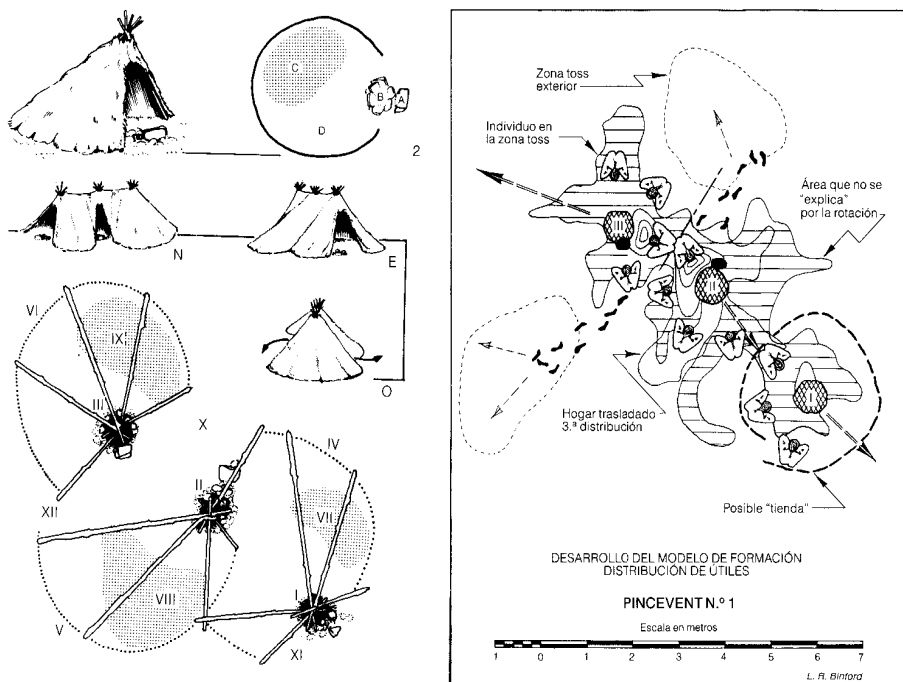 C
B
A
D
2
N
E
O
VI
IX
III
X
XII
IV
II
VII
VIII
I
V
XI
Zona toss
exterior
Individuo en
la zona toss
Área que no se
"explica"
por la rotación
III
II
I
Hogar trasladado
3.ª distribución
Posible "tienda"
DESARROLLO DEL MODELO DE FORMACIÓN
DISTRIBUCIÓN DE ÚTILES
PINCEVENT N.º 1
Escala en metros
1 0 1 2 3 4 5 6 7
L. R. Binford